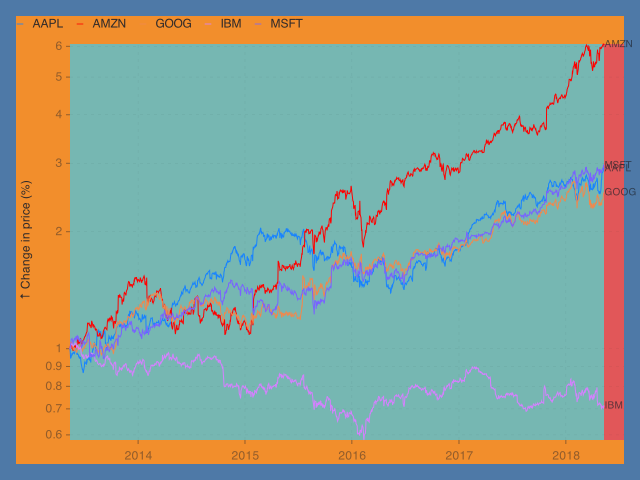 AAPL AMZN GOOG IBM MSFT
↑ Change in price (%)
6
5
4
3
2
1
0.9
0.8
0.7
0.6
AMZN
MSFT
AAPL
GOOG
IBM
2014 2015 2016 2017 2018